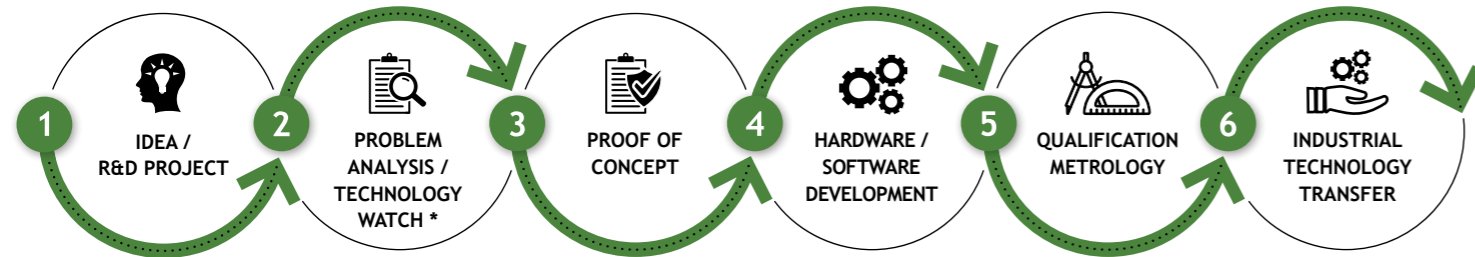 1
IDEA /
R&D PROJECT
2
PROBLEM
ANALYSIS /
TECHNOLOGY
WATCH *
3
PROOF OF
CONCEPT
4
HARDWARE /
SOFTWARE
DEVELOPMENT
5
QUALIFICATION
METROLOGY
6
INDUSTRIAL
TECHNOLOGY
TRANSFER